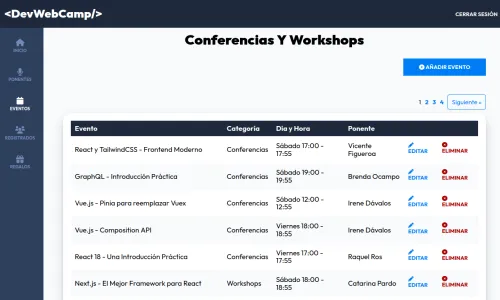 <DevWebCamp/>
CERRAR SESIÓN
INICIO
PONENTES
EVENTOS
REGISTRADOS
REGALOS
Conferencias Y Workshops
AÑADIR EVENTO
1 2 3 4 Siguiente »
Evento Categoría Día y Hora Ponente
React y TailwindCSS - Frontend Moderno Conferencias Sábado 17:00 - 17:55 Vicente Figueroa EDITAR ELIMINAR
GraphQL - Introducción Práctica Conferencias Sábado 19:00 - 19:55 Brenda Ocampo EDITAR ELIMINAR
Vue.js - Pinia para reemplazar Vuex Conferencias Sábado 12:00 - 12:55 Irene Dávalos EDITAR ELIMINAR
Vue.js - Composition API Conferencias Viernes 18:00 - 18:55 Irene Dávalos EDITAR ELIMINAR
React 18 - Una Introducción Práctica Conferencias Viernes 17:00 - 17:55 Raquel Ros EDITAR ELIMINAR
Next.js - El Mejor Framework para React Workshops Sábado 18:00 - 18:55 Catarina Pardo EDITAR ELIMINAR